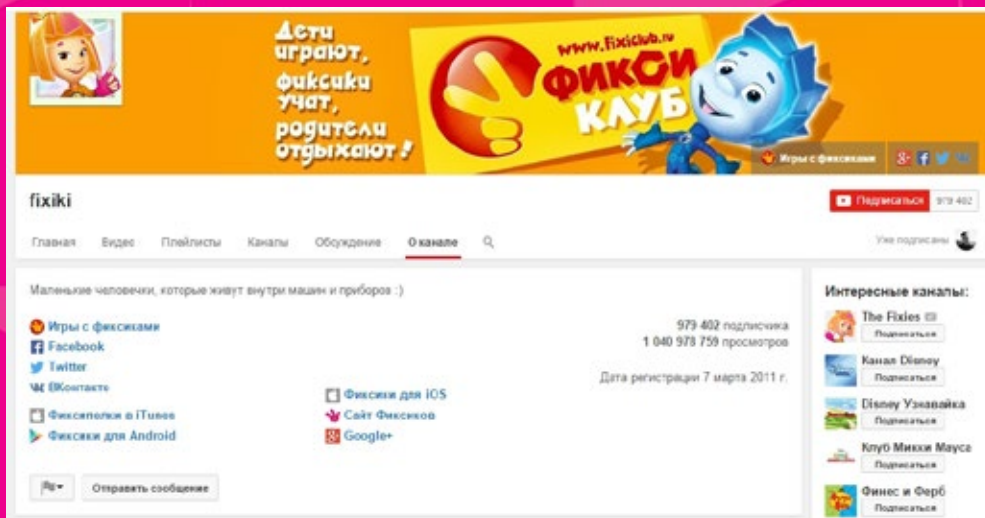 Дети
играют,
фиксики
учат,
родители
отдыхают!
www.fixiclub.ru
ФИКСИ
КЛУБ
Игры с фиксиками
fixiki
Подписаться 979 402
Главная Видео Плейлисты Каналы Обсуждение О канале
Уже подписаны
Маленькие человечки, которые живут внутри машин и приборов :)
Игры с фиксиками
Facebook
Twitter
ВКонтакте
Фиксипелки в iTunes
Фиксики для Android
Фиксики для iOS
Сайт Фиксиков
Google+
979 402 подписчика
1 040 978 759 просмотров
Дата регистрации 7 марта 2011 г.
Отправить сообщение
Интересные каналы:
The Fixies
Подписаться
Канал Disney
Подписаться
Disney Узнавайка
Подписаться
Клуб Микки Мауса
Подписаться
Финес и Ферб
Подписаться